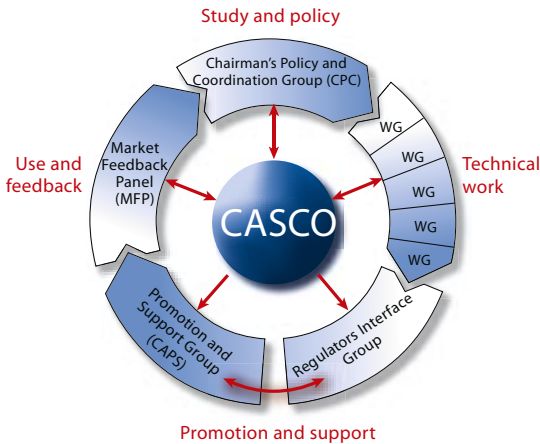 Study and policy
Chairman’s Policy and
Coordination Group (CPC)
WG
WG
WG
WG
WG
Technical
work
Market
Feedback
Panel
(MFP)
Use and
feedback
CASCO
Promotion and
Support Group
(CAPS)
Regulators Interface
Group
Promotion and support